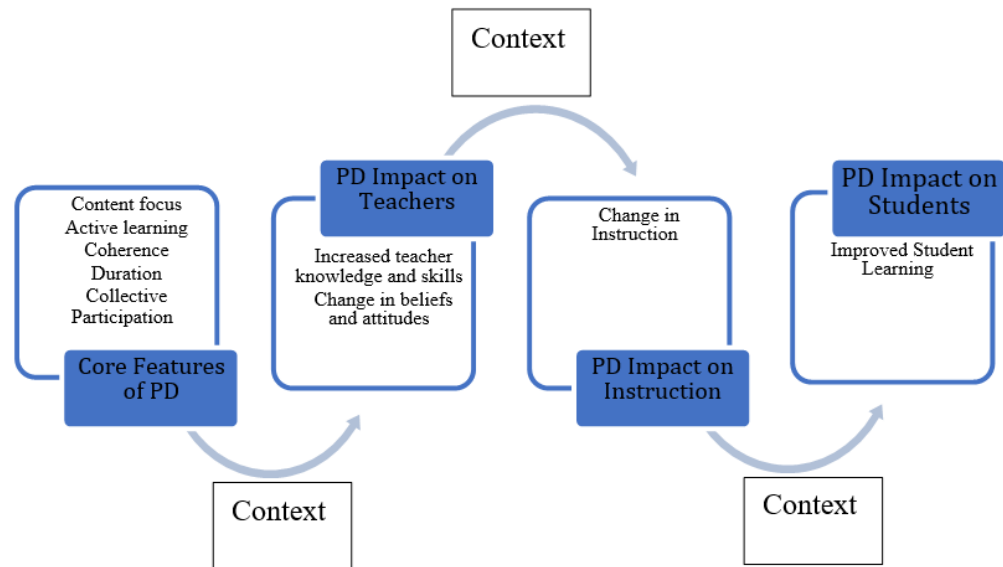 Context
Content focus
Active learning
Coherence
Duration
Collective
Participation
Core Features
of PD
Context
PD Impact on
Teachers
Increased teacher
knowledge and skills
Change in beliefs
and attitudes
Change in
Instruction
PD Impact on
Instruction
Context
PD Impact on
Students
Improved Student
Learning